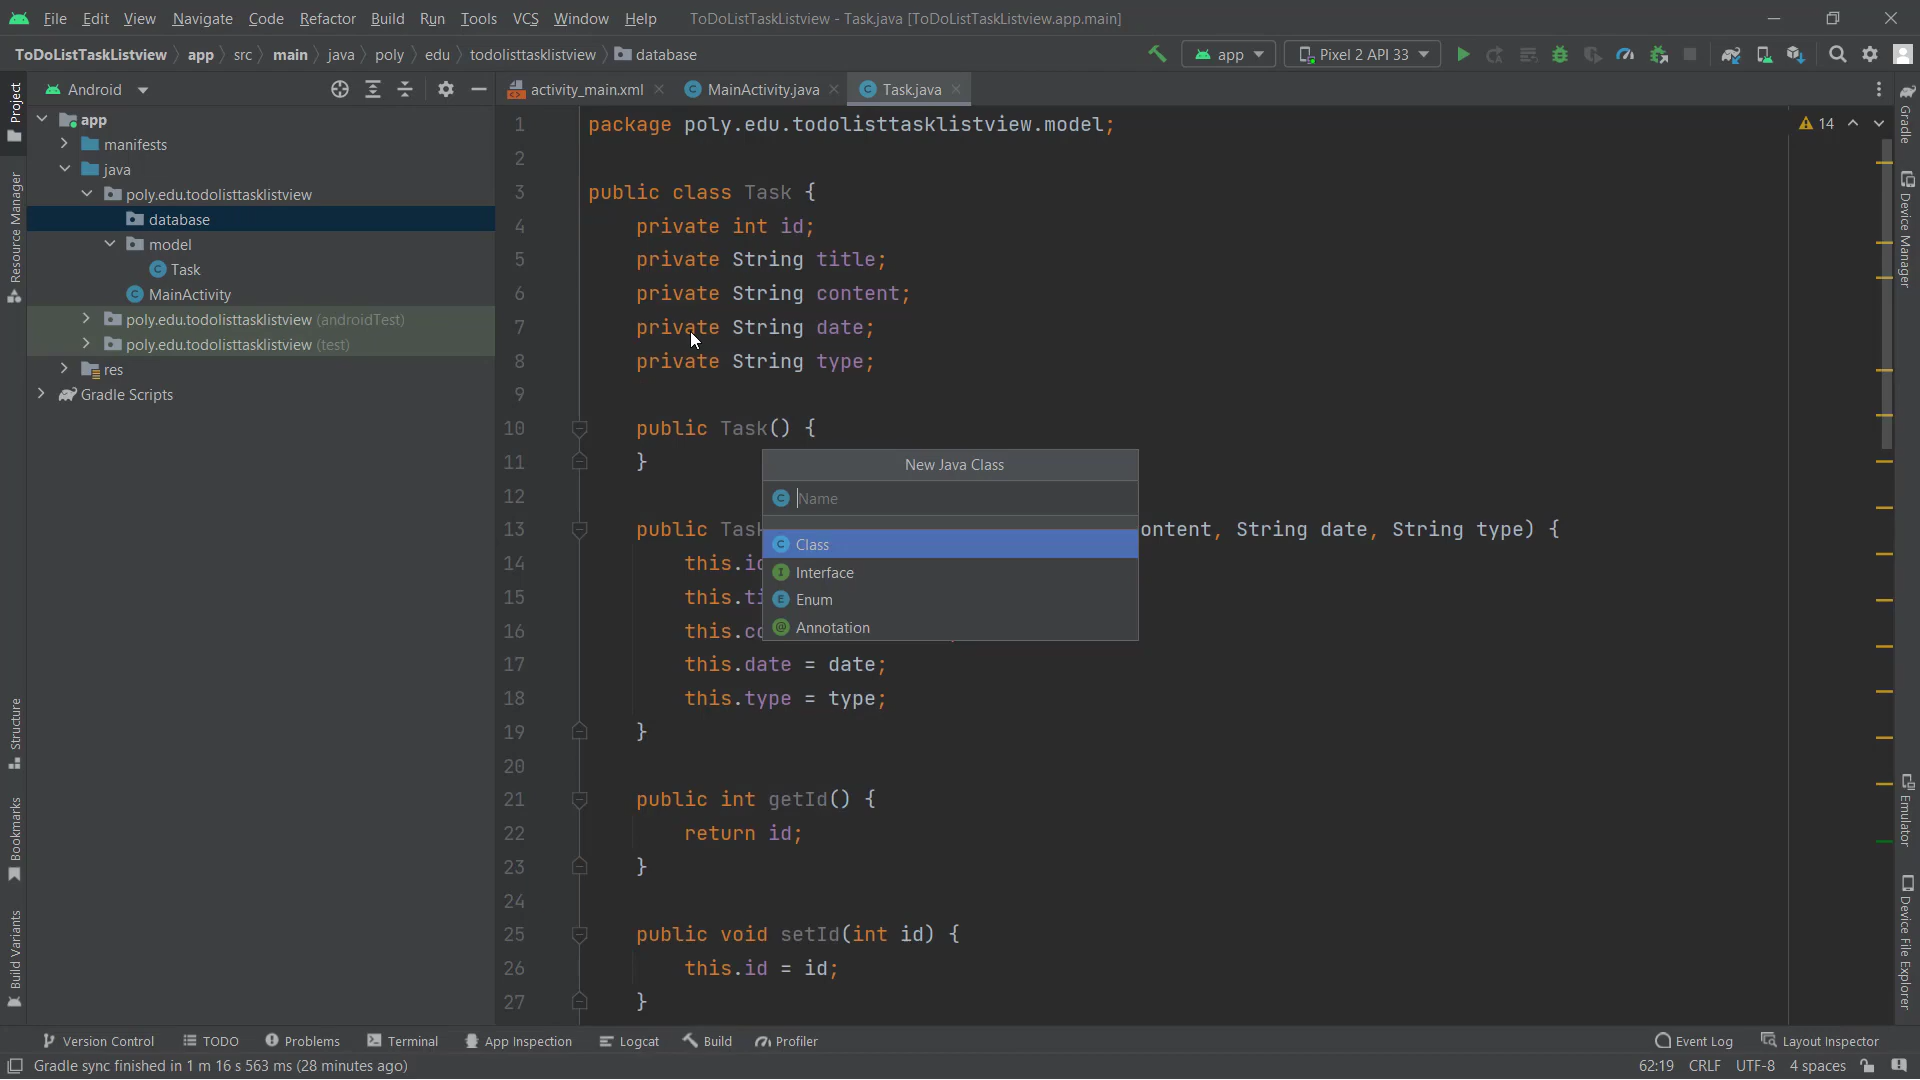 File Edit View Navigate Code Refactor Build Run Tools VCS Window Help ToDoListTaskListview - Task.java [ToDoListTaskListview.app.main]
ToDoListTaskListview app src main java poly edu todolisttasklistview database app Pixel 2 API 33
Android
activity_main.xml MainActivity.java Task.java
app
manifests
java
poly.edu.todolisttasklistview
database
model
Task
MainActivity
poly.edu.todolisttasklistview (androidTest)
poly.edu.todolisttasklistview (test)
res
Gradle Scripts
14
1 package poly.edu.todolisttasklistview.model;
2
3 public class Task {
4 private int id;
5 private String title;
6 private String content;
7 private String date;
8 private String type;
9
10 public Task() {
11 }
12
13 public Task ontent, String date, String type) {
14 this.id
15 this.ti
16 this.co
17 this.date = date;
18 this.type = type;
19 }
20
21 public int getId() {
22 return id;
23 }
24
25 public void setId(int id) {
26 this.id = id;
27 }
New Java Class
Name
Class
Interface
Enum
Annotation
Project
Resource Manager
Structure
Bookmarks
Build Variants
Gradle
Device Manager
Emulator
Device File Explorer
Version Control TODO Problems Terminal App Inspection Logcat Build Profiler Event Log Layout Inspector
Gradle sync finished in 1 m 16 s 563 ms (28 minutes ago) 62:19 CRLF UTF-8 4 spaces